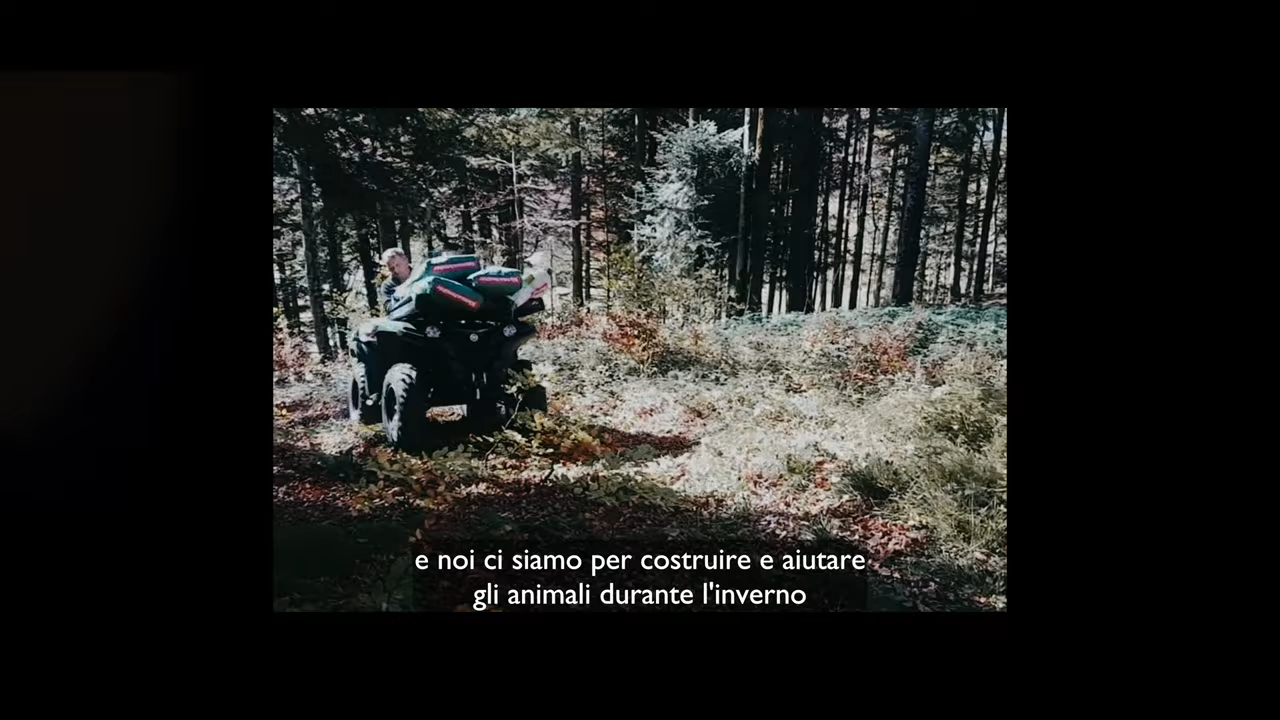 e noi ci siamo per costruire e aiutare
gli animali durante l'inverno